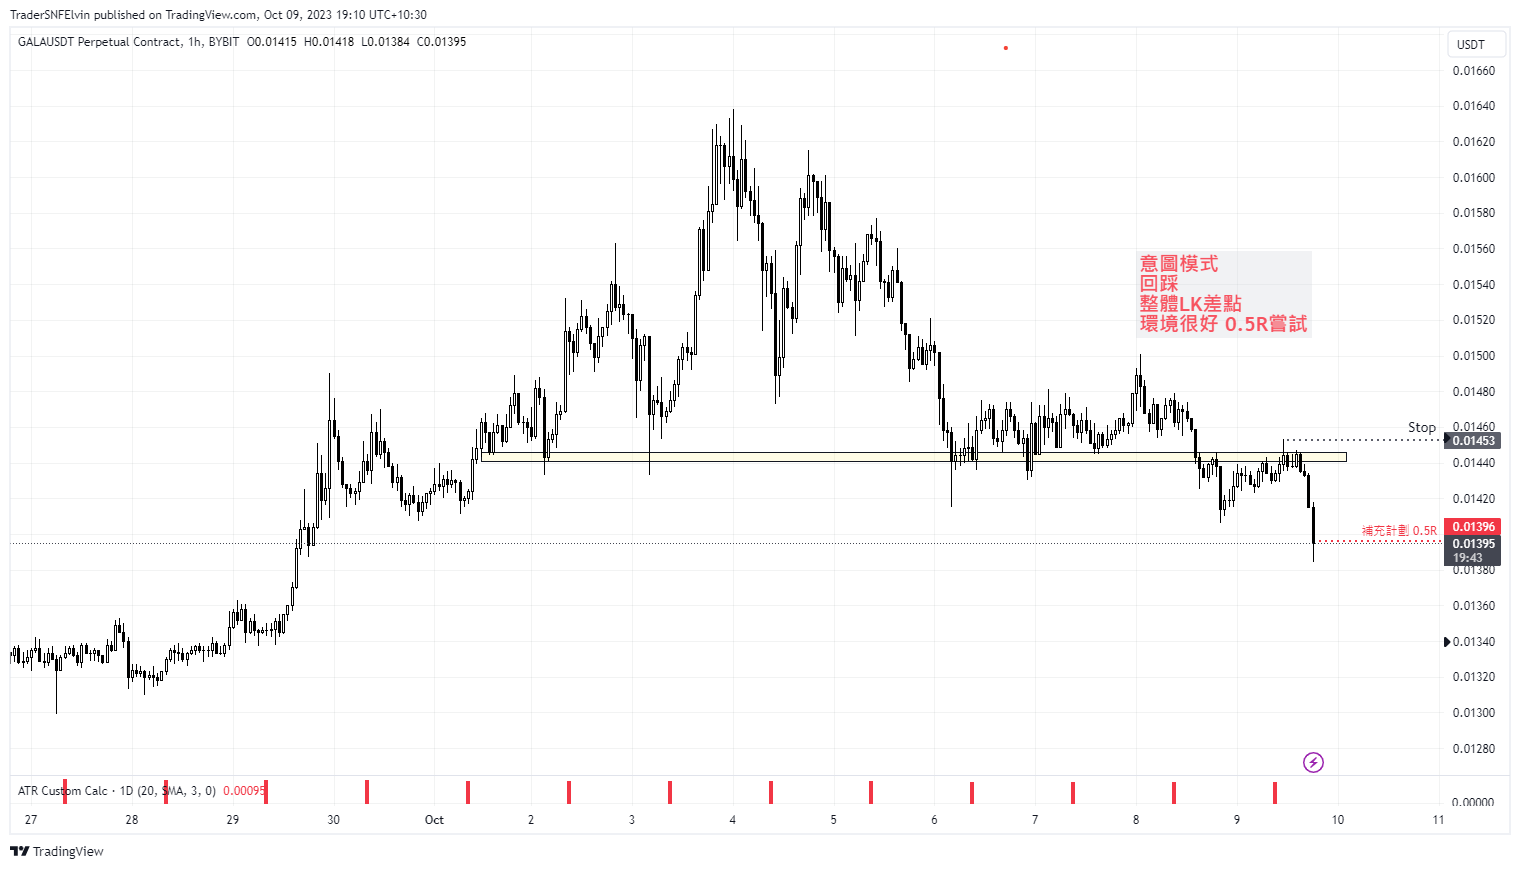 TraderSNFElvin published on TradingView.com, Oct 09, 2023 19:10 UTC+10:30
GALAUSDT Perpetual Contract, 1h, BYBIT O0.01415 H0.01418 L0.01384 C0.01395
USDT
0.01660
0.01640
0.01620
0.01600
0.01580
0.01560
0.01540
0.01520
0.01500
0.01480
0.01460
0.01453
0.01440
0.01420
0.01396
0.01395
19:43
0.01380
0.01360
0.01340
0.01320
0.01300
0.01280
0.00000
意圖模式
回踩
整體LK差點
環境很好 0.5R嘗試
Stop
補充計劃 0.5R
ATR Custom Calc · 1D (20, SMA, 3, 0) 0.00095
27 28 29 30 Oct 2 3 4 5 6 7 8 9 10 11
TradingView